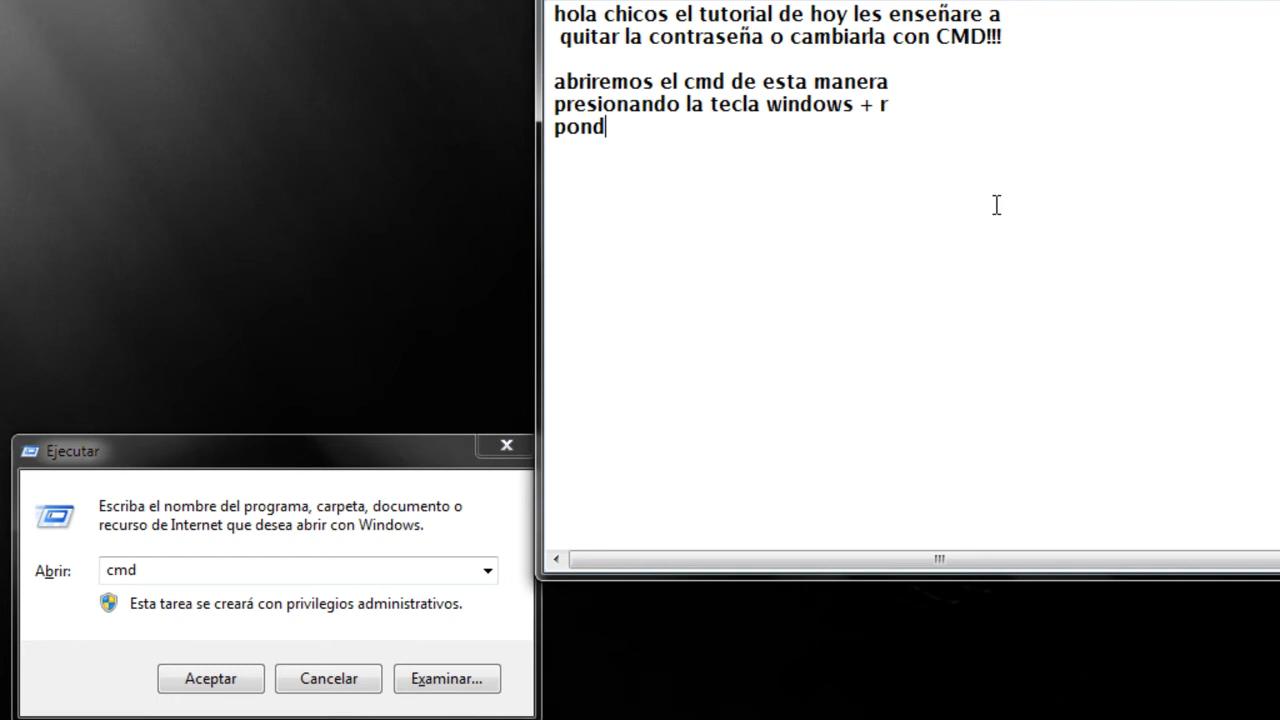 hola chicos el tutorial de hoy les enseñare a
quitar la contraseña o cambiarla con CMD!!!
abriremos el cmd de esta manera
presionando la tecla windows + r
pond
Ejecutar
Escriba el nombre del programa, carpeta, documento o
recurso de Internet que desea abrir con Windows.
Abrir: cmd
Esta tarea se creará con privilegios administrativos.
Aceptar Cancelar Examinar...